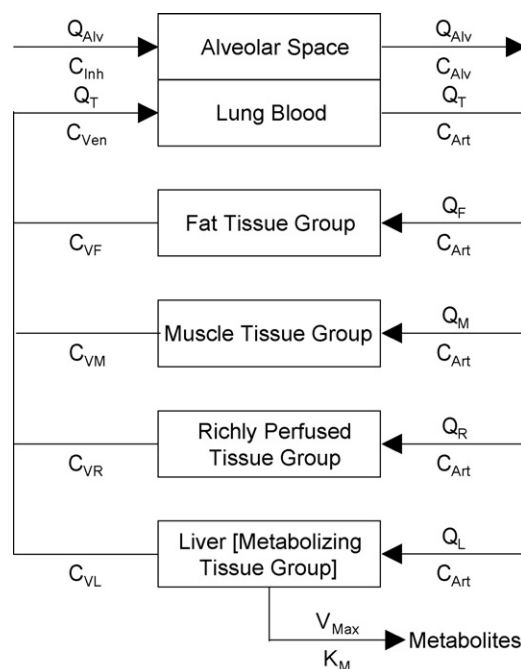 Q_Alv Alveolar Space Q_Alv
C_Inh C_Alv
Q_T Lung Blood Q_T
C_Ven C_Art
Fat Tissue Group Q_F
C_VF C_Art
Muscle Tissue Group Q_M
C_VM C_Art
Richly Perfused Q_R
Tissue Group
C_VR C_Art
Liver [Metabolizing Q_L
Tissue Group]
C_VL C_Art
V_Max Metabolites
K_M